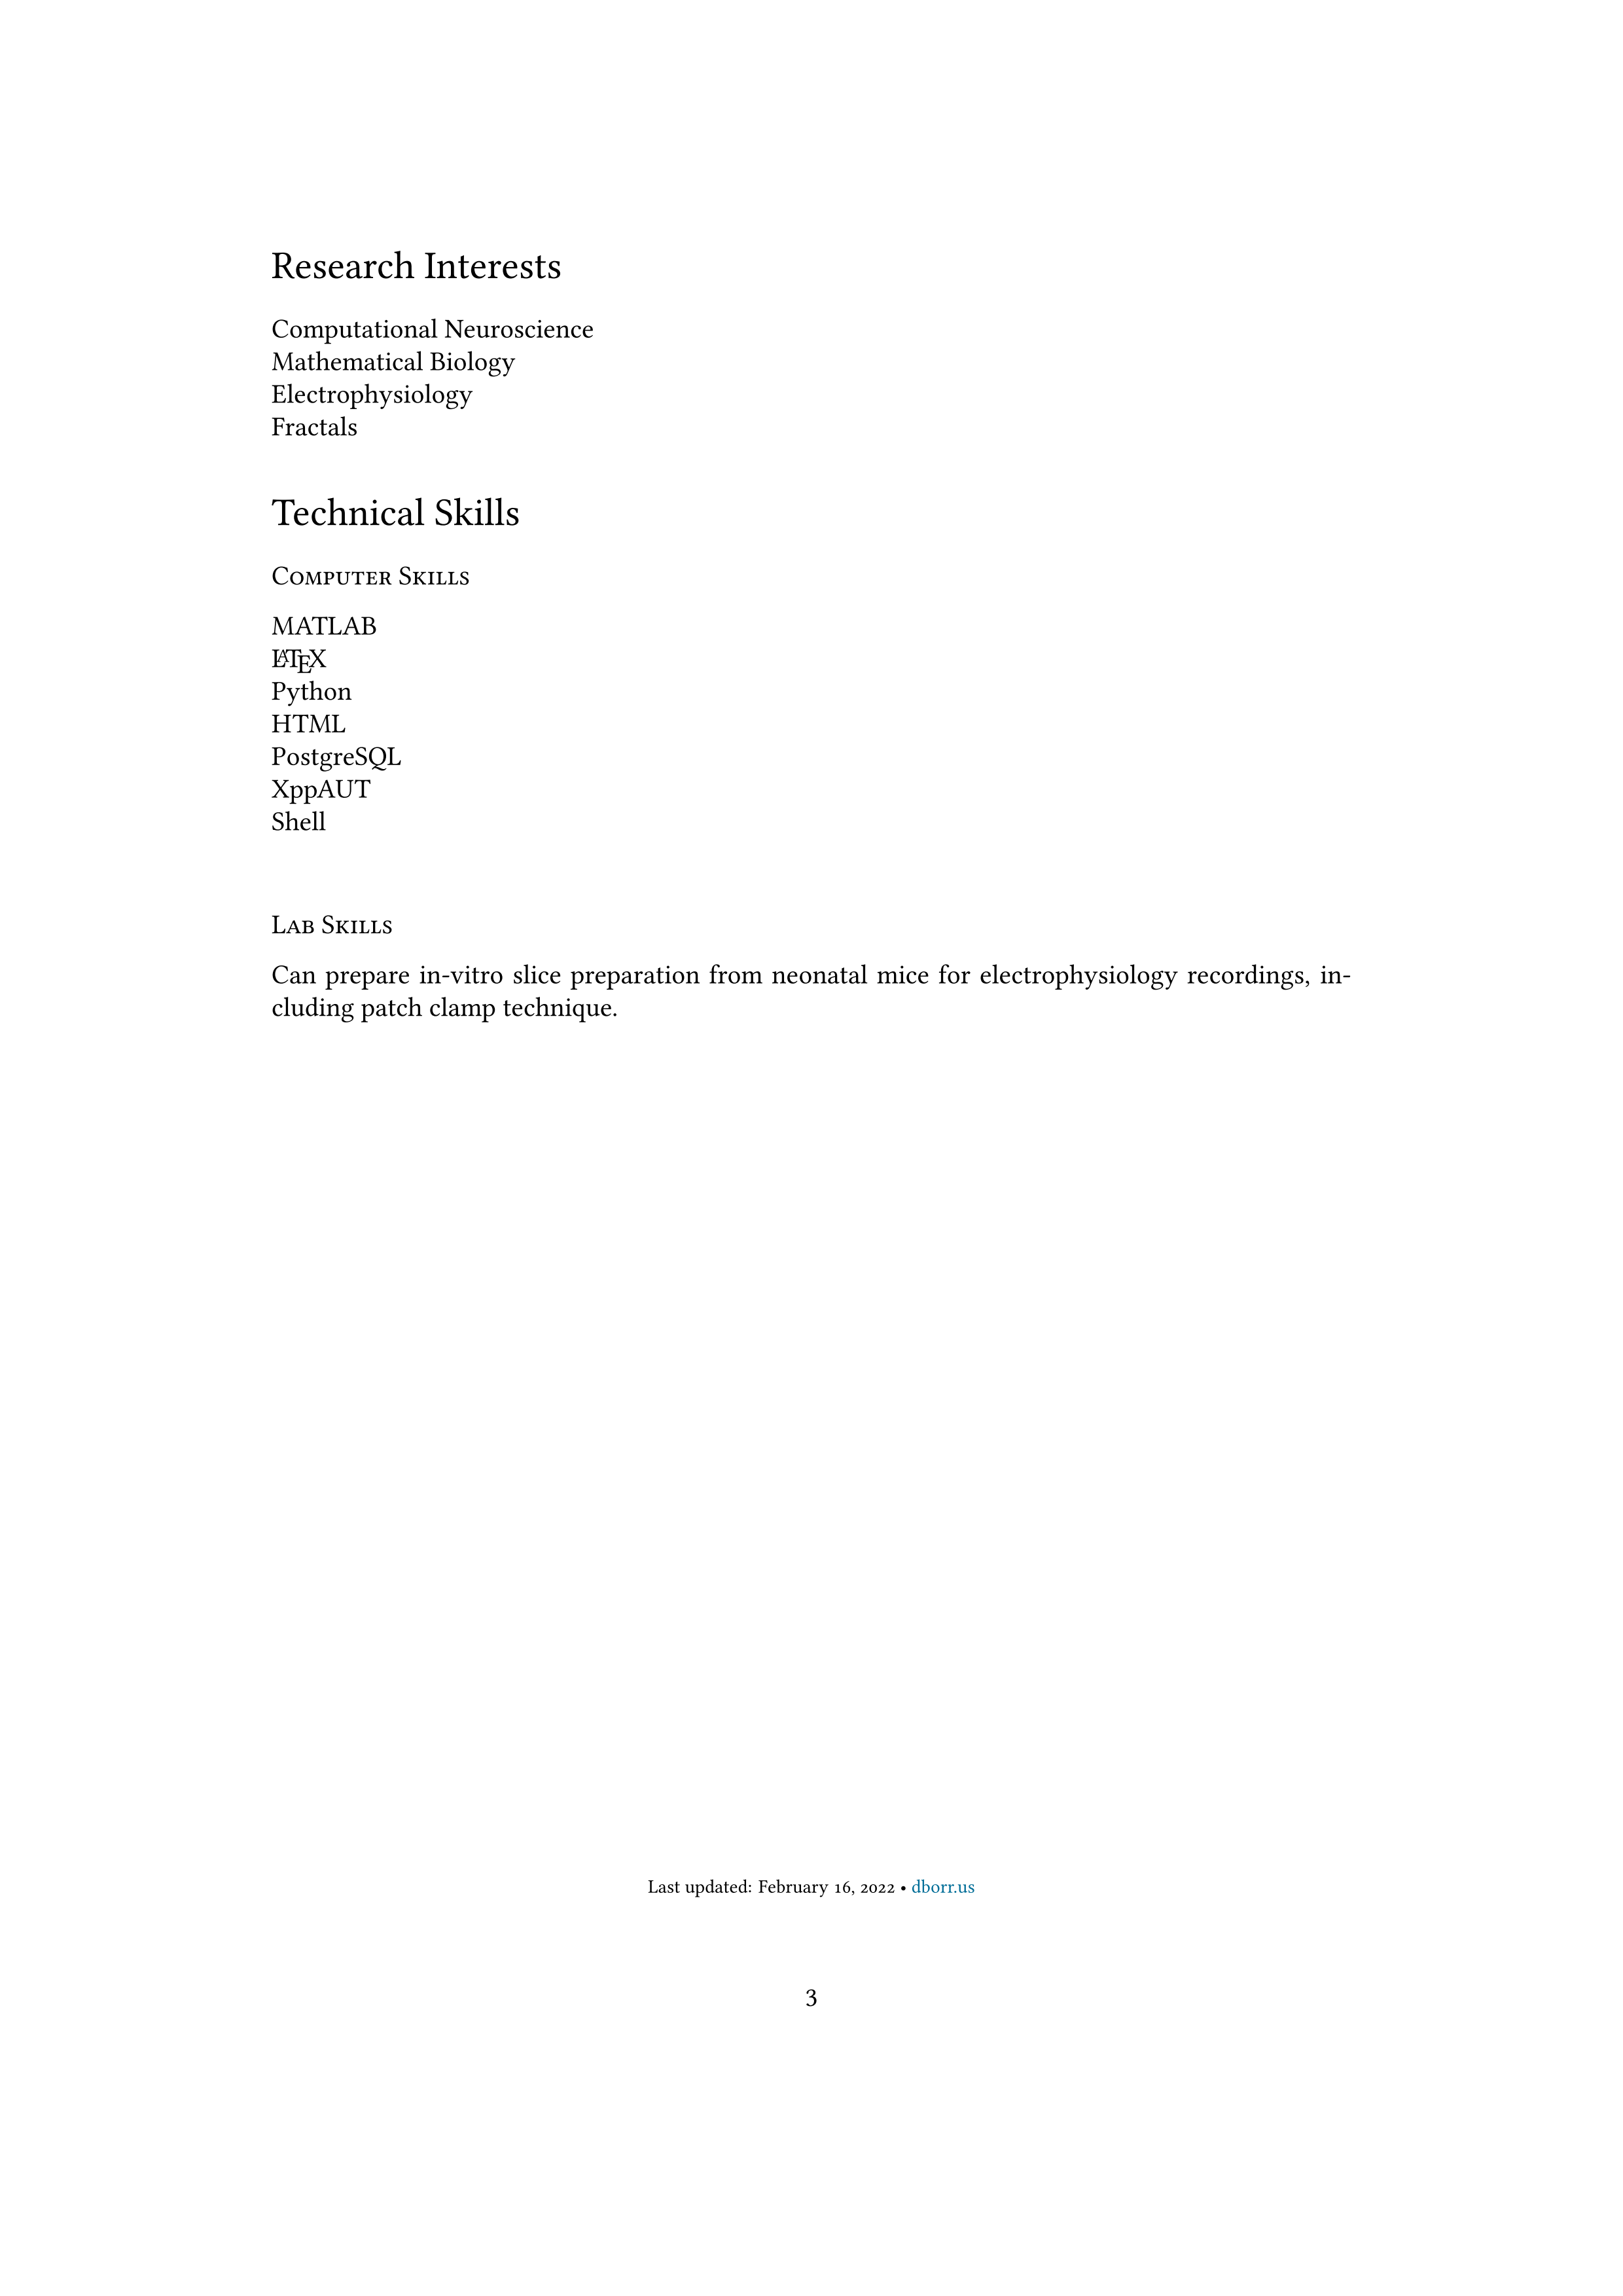 Research Interests
Computational Neuroscience
Mathematical Biology
Electrophysiology
Fractals
Technical Skills
Computer Skills
MATLAB
LATEX
Python
HTML
PostgreSQL
XppAUT
Shell
Lab Skills
Can prepare in-vitro slice preparation from neonatal mice for electrophysiology recordings, in-
cluding patch clamp technique.
Last updated: February 16, 2022 • dborr.us
3